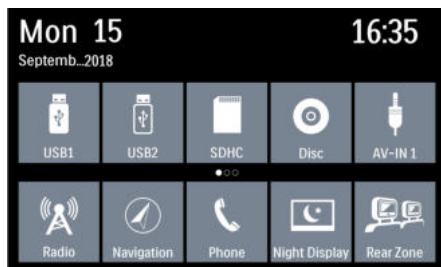 Mon 15 16:35
Septemb...2018
USB1 USB2 SDHC Disc AV-IN 1
Radio Navigation Phone Night Display Rear Zone